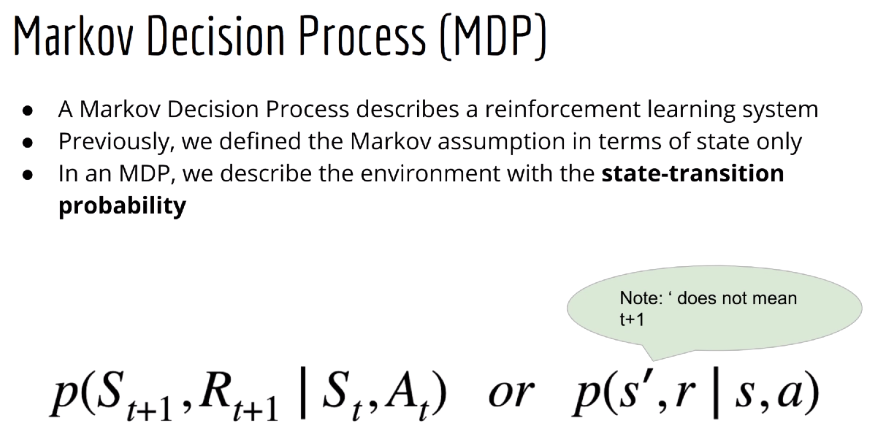 Markov Decision Process (MDP)
● A Markov Decision Process describes a reinforcement learning system
● Previously, we defined the Markov assumption in terms of state only
● In an MDP, we describe the environment with the state-transition
probability
Note: ‘ does not mean
t+1
p(S_{t+1}, R_{t+1} | S_t, A_t) or p(s′, r | s, a)